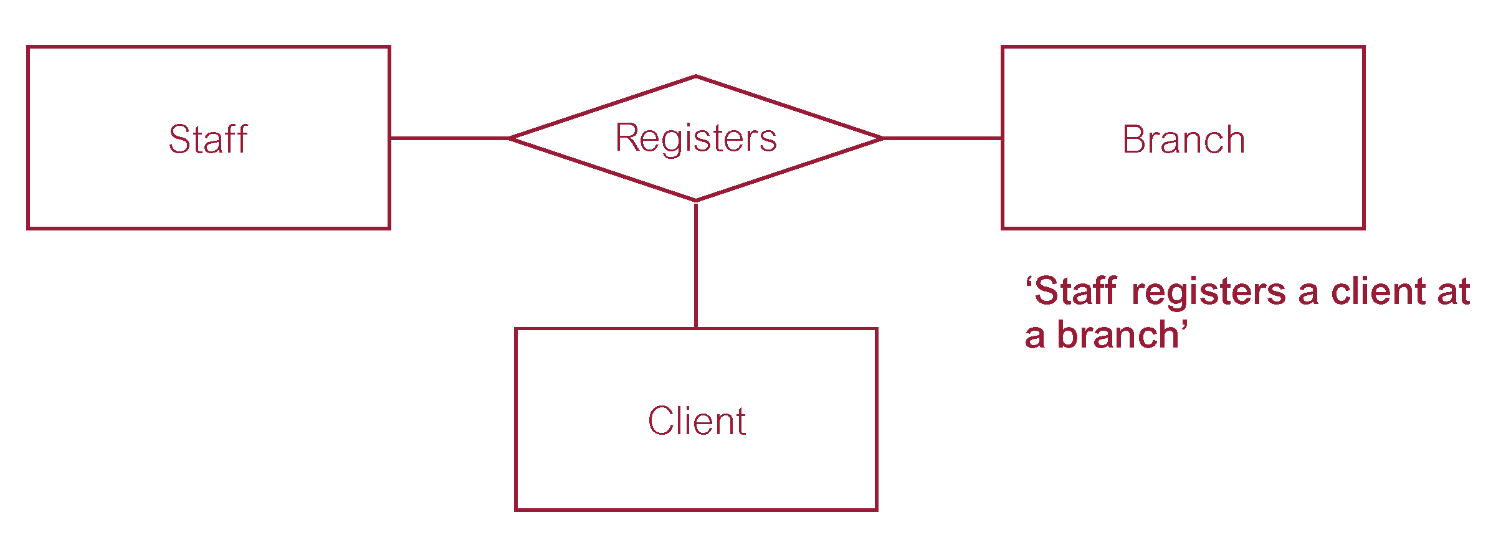 Staff
Registers
Branch
‘Staff registers a client at
a branch’
Client